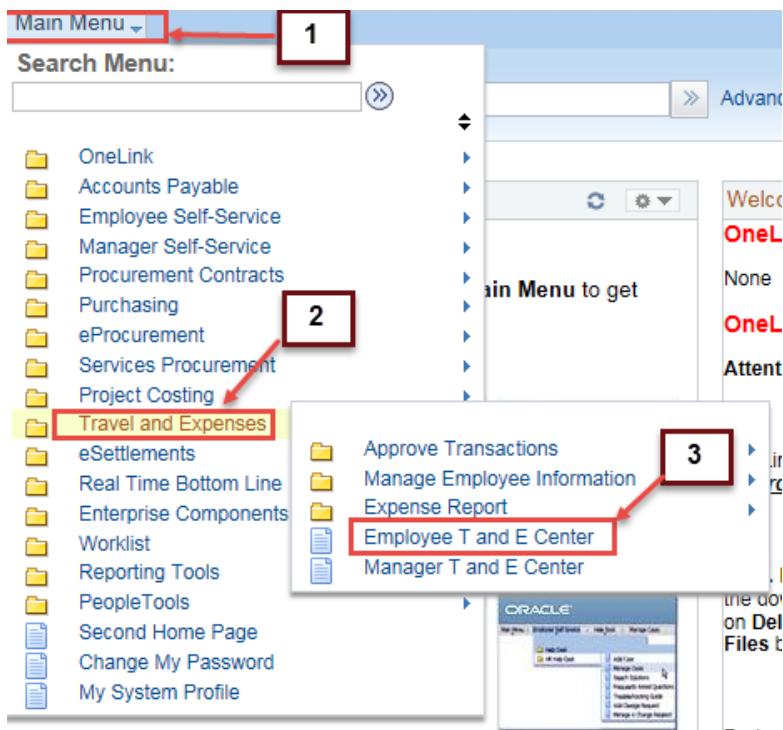 Main Menu
1
Search Menu:
Advanc
OneLink
Accounts Payable
Employee Self-Service
Welco
Manager Self-Service
OneL
Procurement Contracts
None
ain Menu to get
Purchasing
2
eProcurement
OneL
Services Procurement
Attent
Project Costing
Travel and Expenses
Approve Transactions
3
eSettlements
Manage Employee Information
Real Time Bottom Line
Expense Report
Enterprise Components
Employee T and E Center
Worklist
Manager T and E Center
Reporting Tools
PeopleTools
ORACLE
the dov
on Del
Second Home Page
Files b
Change My Password
My System Profile